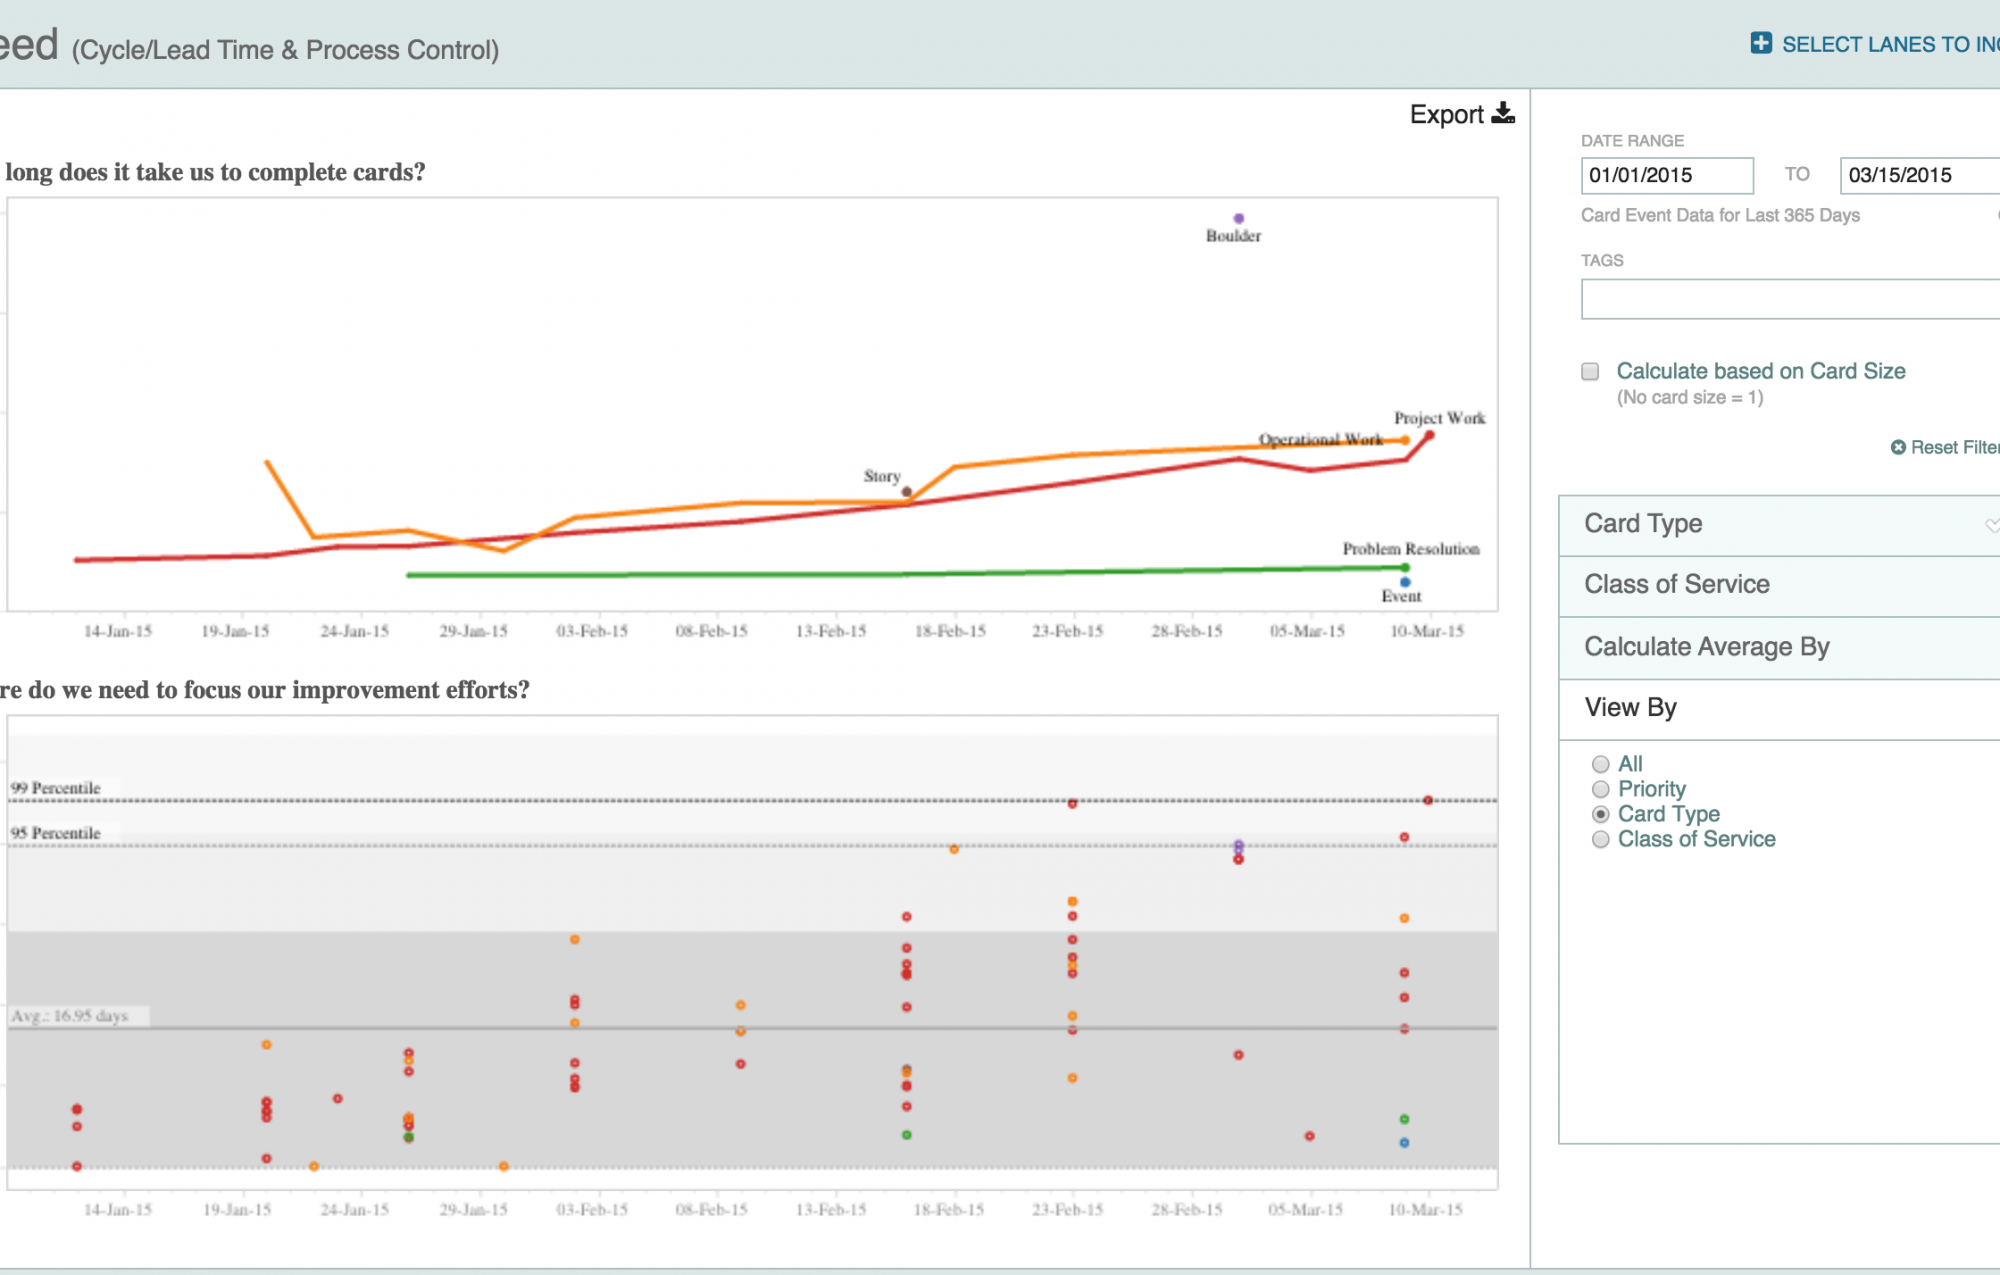 eed (Cycle/Lead Time & Process Control)
SELECT LANES TO IN
Export
long does it take us to complete cards?
Boulder
Project Work
Operational Work
Story
Problem Resolution
Event
14-Jan-15 19-Jan-15 24-Jan-15 29-Jan-15 03-Feb-15 08-Feb-15 13-Feb-15 18-Feb-15 23-Feb-15 28-Feb-15 05-Mar-15 10-Mar-15
re do we need to focus our improvement efforts?
99 Percentile
95 Percentile
Avg.: 16.95 days
14-Jan-15 19-Jan-15 24-Jan-15 29-Jan-15 03-Feb-15 08-Feb-15 13-Feb-15 18-Feb-15 23-Feb-15 28-Feb-15 05-Mar-15 10-Mar-15
DATE RANGE
01/01/2015 TO 03/15/2015
Card Event Data for Last 365 Days
TAGS
Calculate based on Card Size
(No card size = 1)
Reset Filter
Card Type
Class of Service
Calculate Average By
View By
All
Priority
Card Type
Class of Service